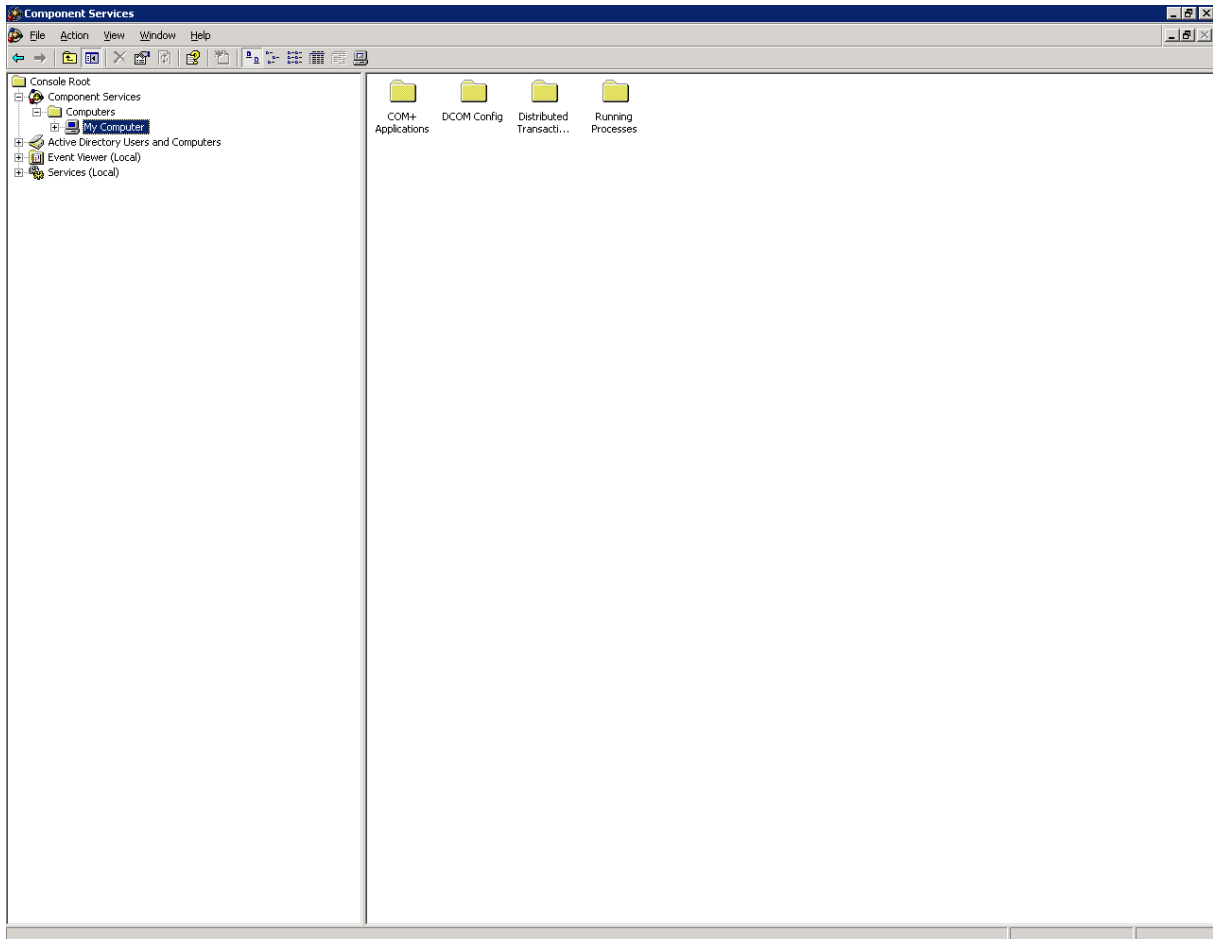 Component Services
File Action View Window Help
Console Root
Component Services
Computers
My Computer
Active Directory Users and Computers
Event Viewer (Local)
Services (Local)
COM+ Applications
DCOM Config
Distributed Transacti...
Running Processes